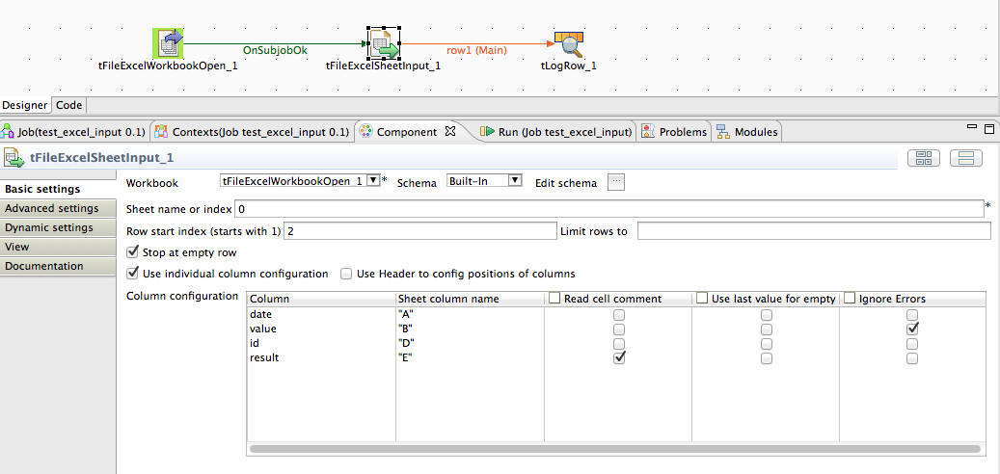 OnSubjobOk
row1 (Main)
tFileExcelWorkbookOpen_1
tFileExcelSheetInput_1
tLogRow_1
Designer Code
Job(test_excel_input 0.1) Contexts(Job test_excel_input 0.1) Component Run (Job test_excel_input) Problems Modules
tFileExcelSheetInput_1
Basic settings
Advanced settings
Dynamic settings
View
Documentation
Workbook tFileExcelWorkbookOpen_1 * Schema Built-In Edit schema ...
Sheet name or index 0 *
Row start index (starts with 1) 2 Limit rows to
Stop at empty row
Use individual column configuration Use Header to config positions of columns
Column configuration
Column Sheet column name Read cell comment Use last value for empty Ignore Errors
date "A"
value "B"
id "D"
result "E"